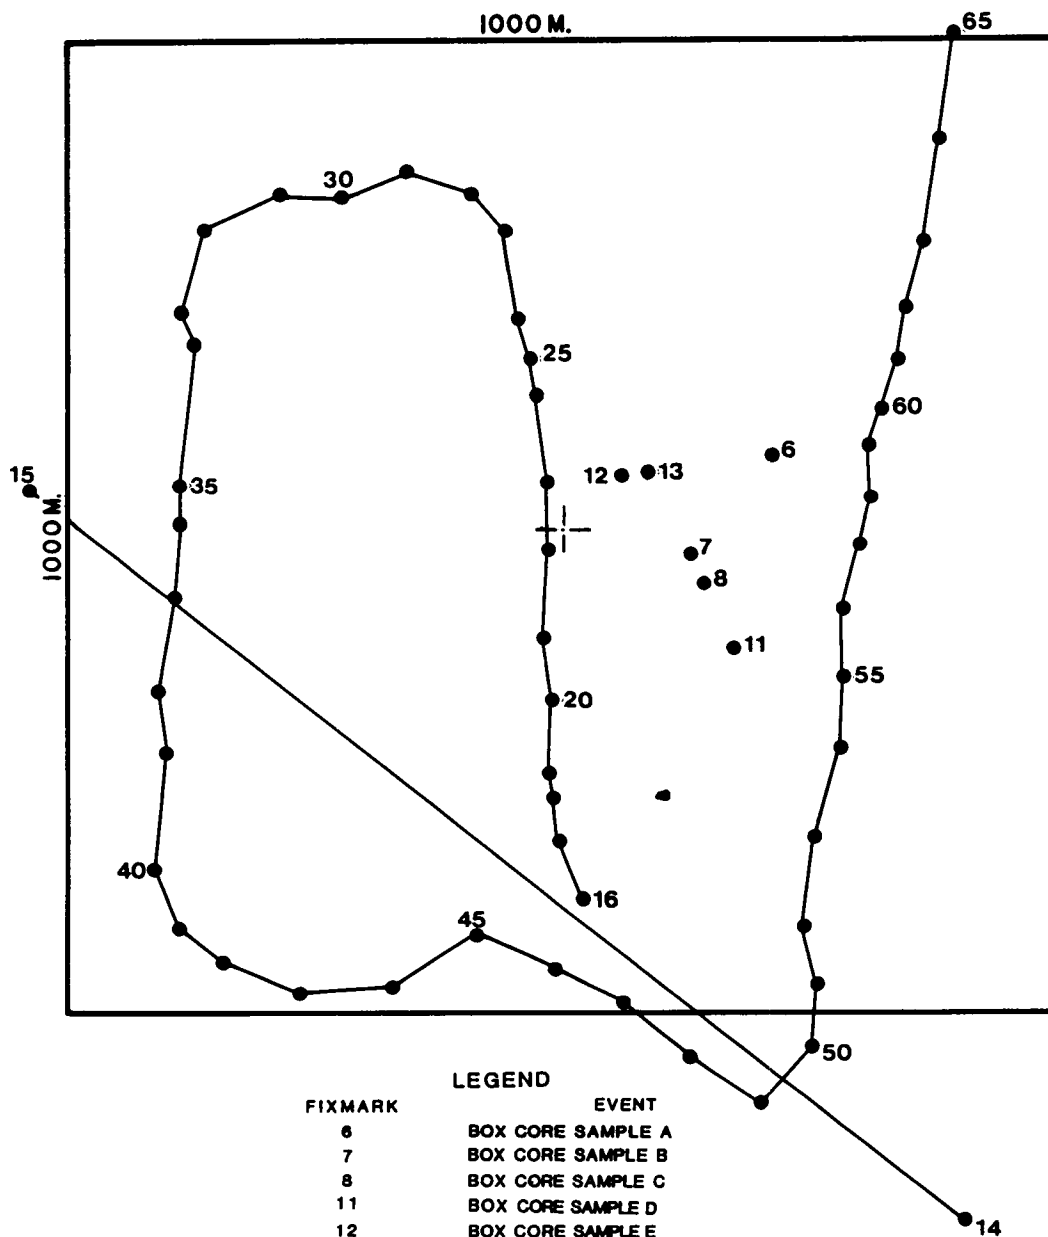 1000 M.
65
30
25
60
6
12 13
15
35
1000 M.
7
8
11
55
20
40
16
45
50
LEGEND
FIXMARK EVENT
6 BOX CORE SAMPLE A
7 BOX CORE SAMPLE B
8 BOX CORE SAMPLE C
11 BOX CORE SAMPLE D
12 BOX CORE SAMPLE E
14